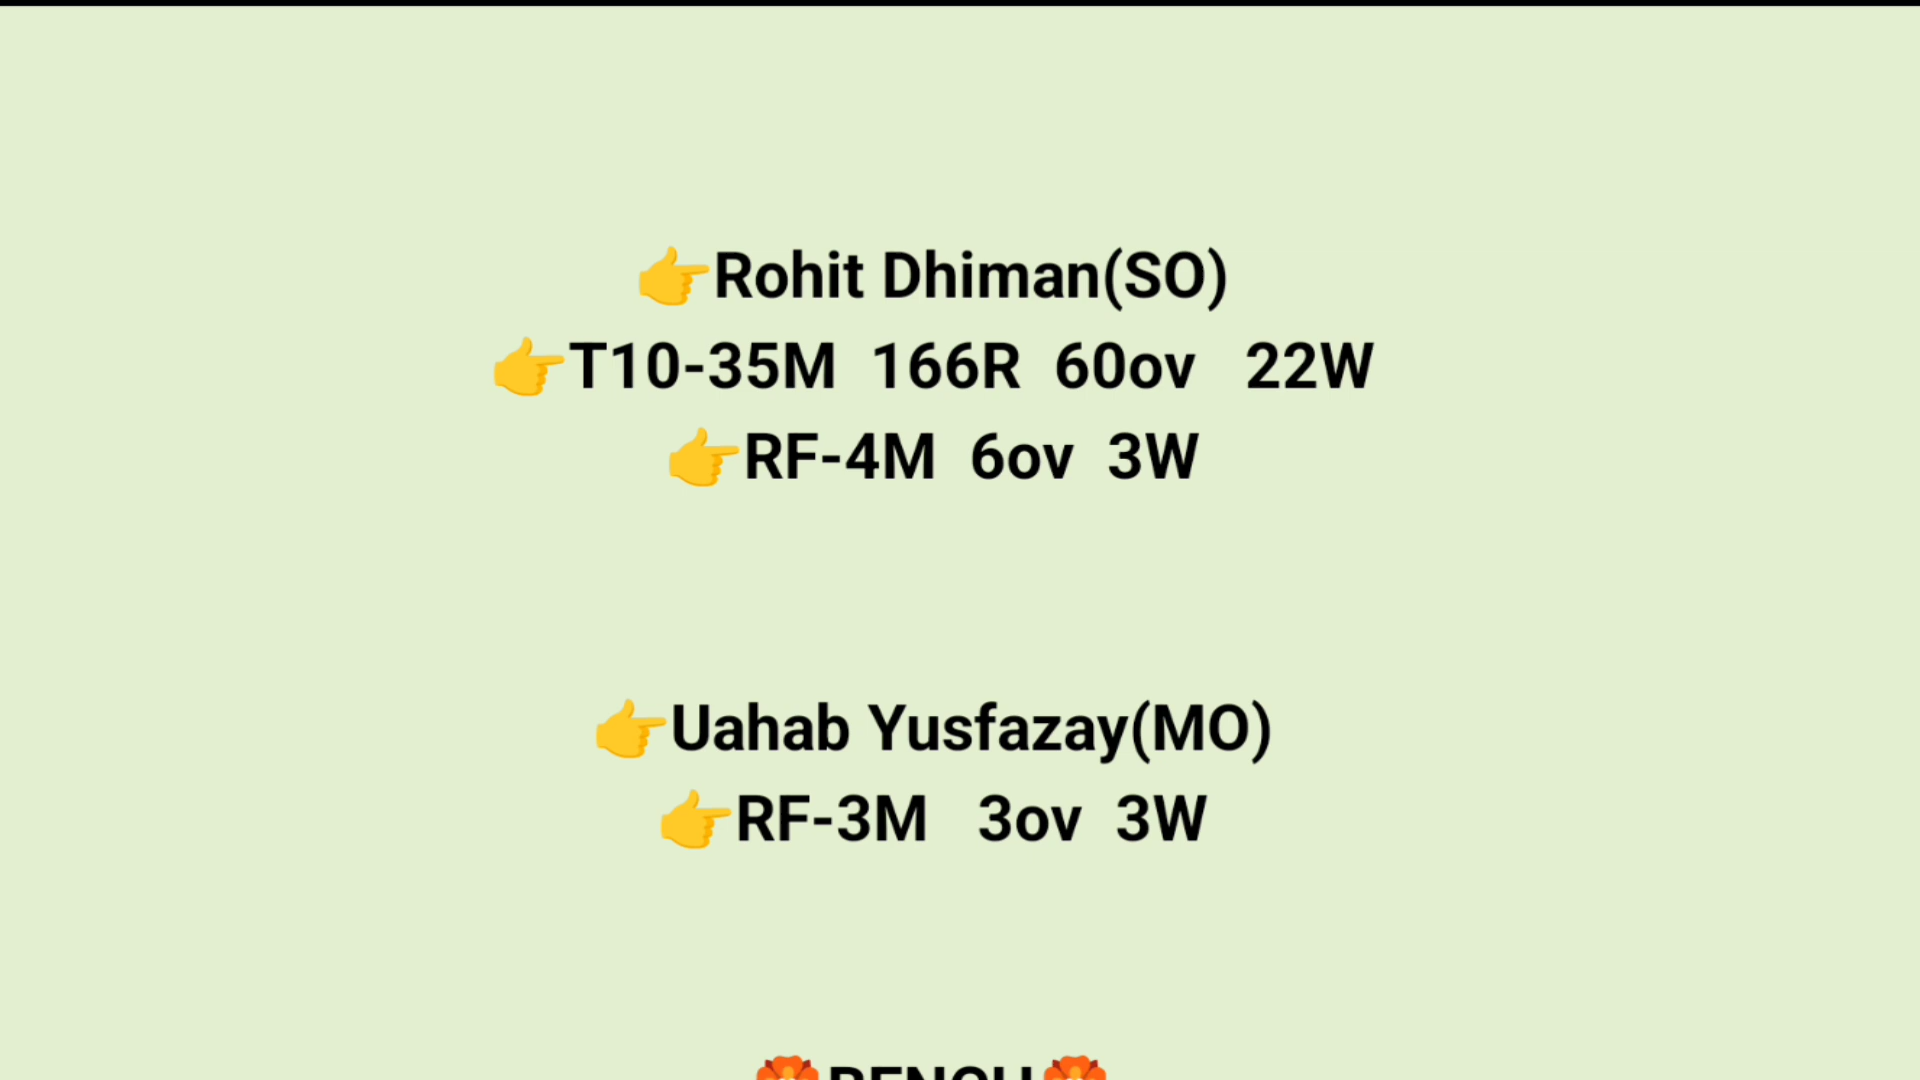 👉Rohit Dhiman(SO)
👉T10-35M 166R 60ov 22W
👉RF-4M 6ov 3W
👉Uahab Yusfazay(MO)
👉RF-3M 3ov 3W
🏵️BENCH🏵️